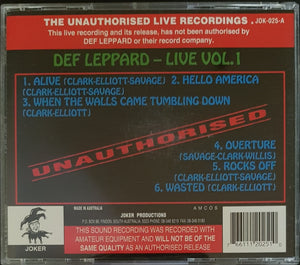 THE UNAUTHORISED LIVE RECORDINGS . JOK-025-A
This live recording and its release, has not been authorised by
DEF LEPPARD or their record company.
DEF LEPPARD - LIVE VOL.1
1. ALIVE (CLARK-ELLIOTT-SAVAGE) 2. HELLO AMERICA
(CLARK-ELLIOTT-SAVAGE)
3. WHEN THE WALLS CAME TUMBLING DOWN
(CLARK-ELLIOTT)
UNAUTHORISED
4. OVERTURE
(SAVAGE-CLARK-WILLIS)
5. ROCKS OFF
(CLARK-ELLIOTT-SAVAGE)
6. WASTED (CLARK-ELLIOTT)
MADE IN AUSTRALIA
AMCOS
JOKER
JOKER PRODUCTIONS
THIS SOUND RECORDING WAS RECORDED WITH
AMATEUR EQUIPMENT AND WILL NOT BE OF THE
SAME QUALITY AS AN AUTHORISED RELEASE